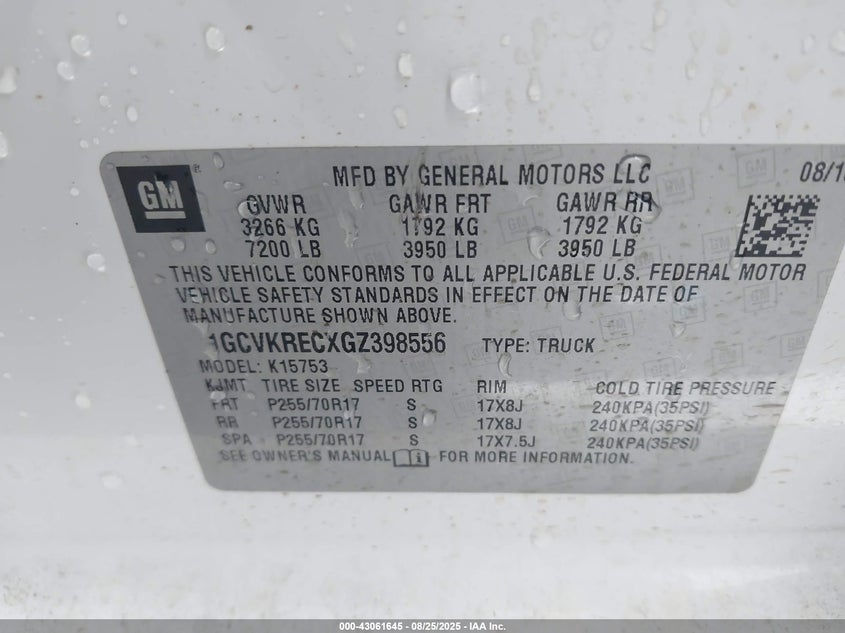 GM
MFD BY GENERAL MOTORS LLC
GVWR GAWR FRT GAWR RR
3266 KG 1792 KG 1792 KG
7200 LB 3950 LB 3950 LB
THIS VEHICLE CONFORMS TO ALL APPLICABLE U.S. FEDERAL MOTOR
VEHICLE SAFETY STANDARDS IN EFFECT ON THE DATE OF
MANUFACTURE SHOWN ABOVE.
1GCVKRECXGZ398556 TYPE: TRUCK
MODEL: K15753
KJMT TIRE SIZE SPEED RTG RIM COLD TIRE PRESSURE
FRT P255/70R17 S 17X8J 240KPA(35PSI)
RR P255/70R17 S 17X8J 240KPA(35PSI)
SPA P255/70R17 S 17X7.5J 240KPA(35PSI)
SEE OWNER'S MANUAL FOR MORE INFORMATION.
000-43061645 - 08/25/2025 - IAA Inc.